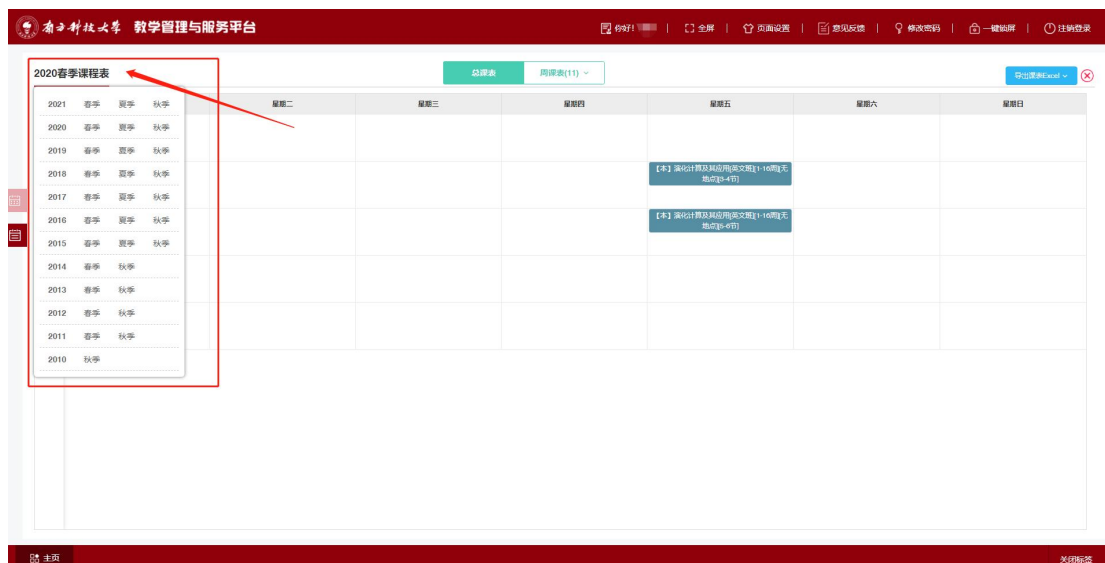 南方科技大学 教学管理与服务平台
你好!
全屏
页面设置
意见反馈
修改密码
一键锁屏
注销登录
2020春季课程表
总课表
周课表(11)
导出课表Excel
星期二 星期三 星期四 星期五 星期六 星期日
2021 春季 夏季 秋季
2020 春季 夏季 秋季
2019 春季 夏季 秋季
2018 春季 夏季 秋季
2017 春季 夏季 秋季
2016 春季 夏季 秋季
2015 春季 夏季 秋季
2014 春季 秋季
2013 春季 秋季
2012 春季 秋季
2011 春季 秋季
2010 秋季
【本】演化计算及其应用[英文班][1-16周][无
地点][3-4节]
【本】演化计算及其应用[英文班][1-16周][无
地点][5-6节]
主页
关闭标签